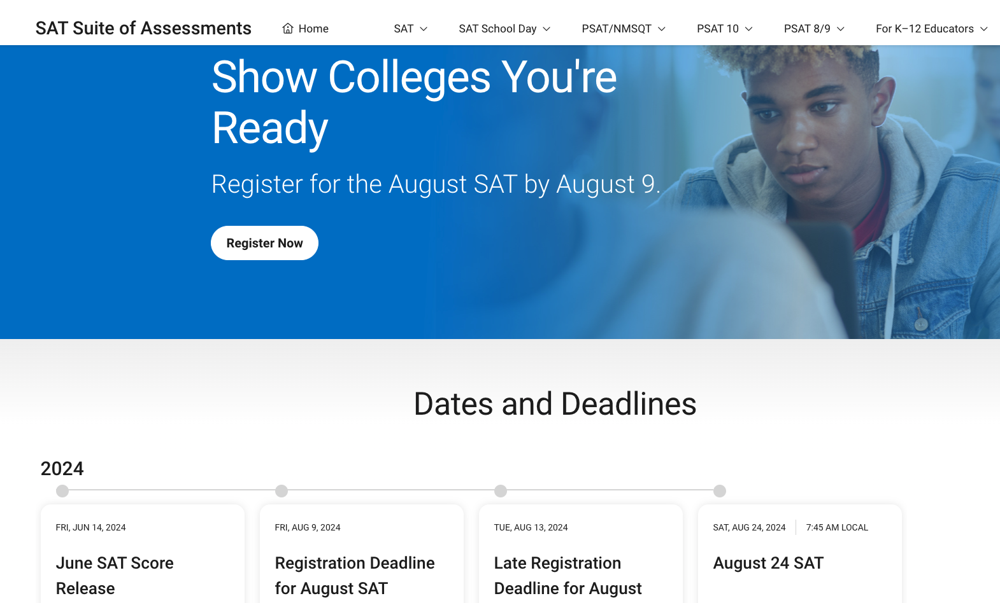 SAT Suite of Assessments
Home
SAT
SAT School Day
PSAT/NMSQT
PSAT 10
PSAT 8/9
For K–12 Educators
Show Colleges You're
Ready
Register for the August SAT by August 9.
Register Now
Dates and Deadlines
2024
FRI, JUN 14, 2024
June SAT Score
Release
FRI, AUG 9, 2024
Registration Deadline
for August SAT
TUE, AUG 13, 2024
Late Registration
Deadline for August
SAT, AUG 24, 2024 7:45 AM LOCAL
August 24 SAT